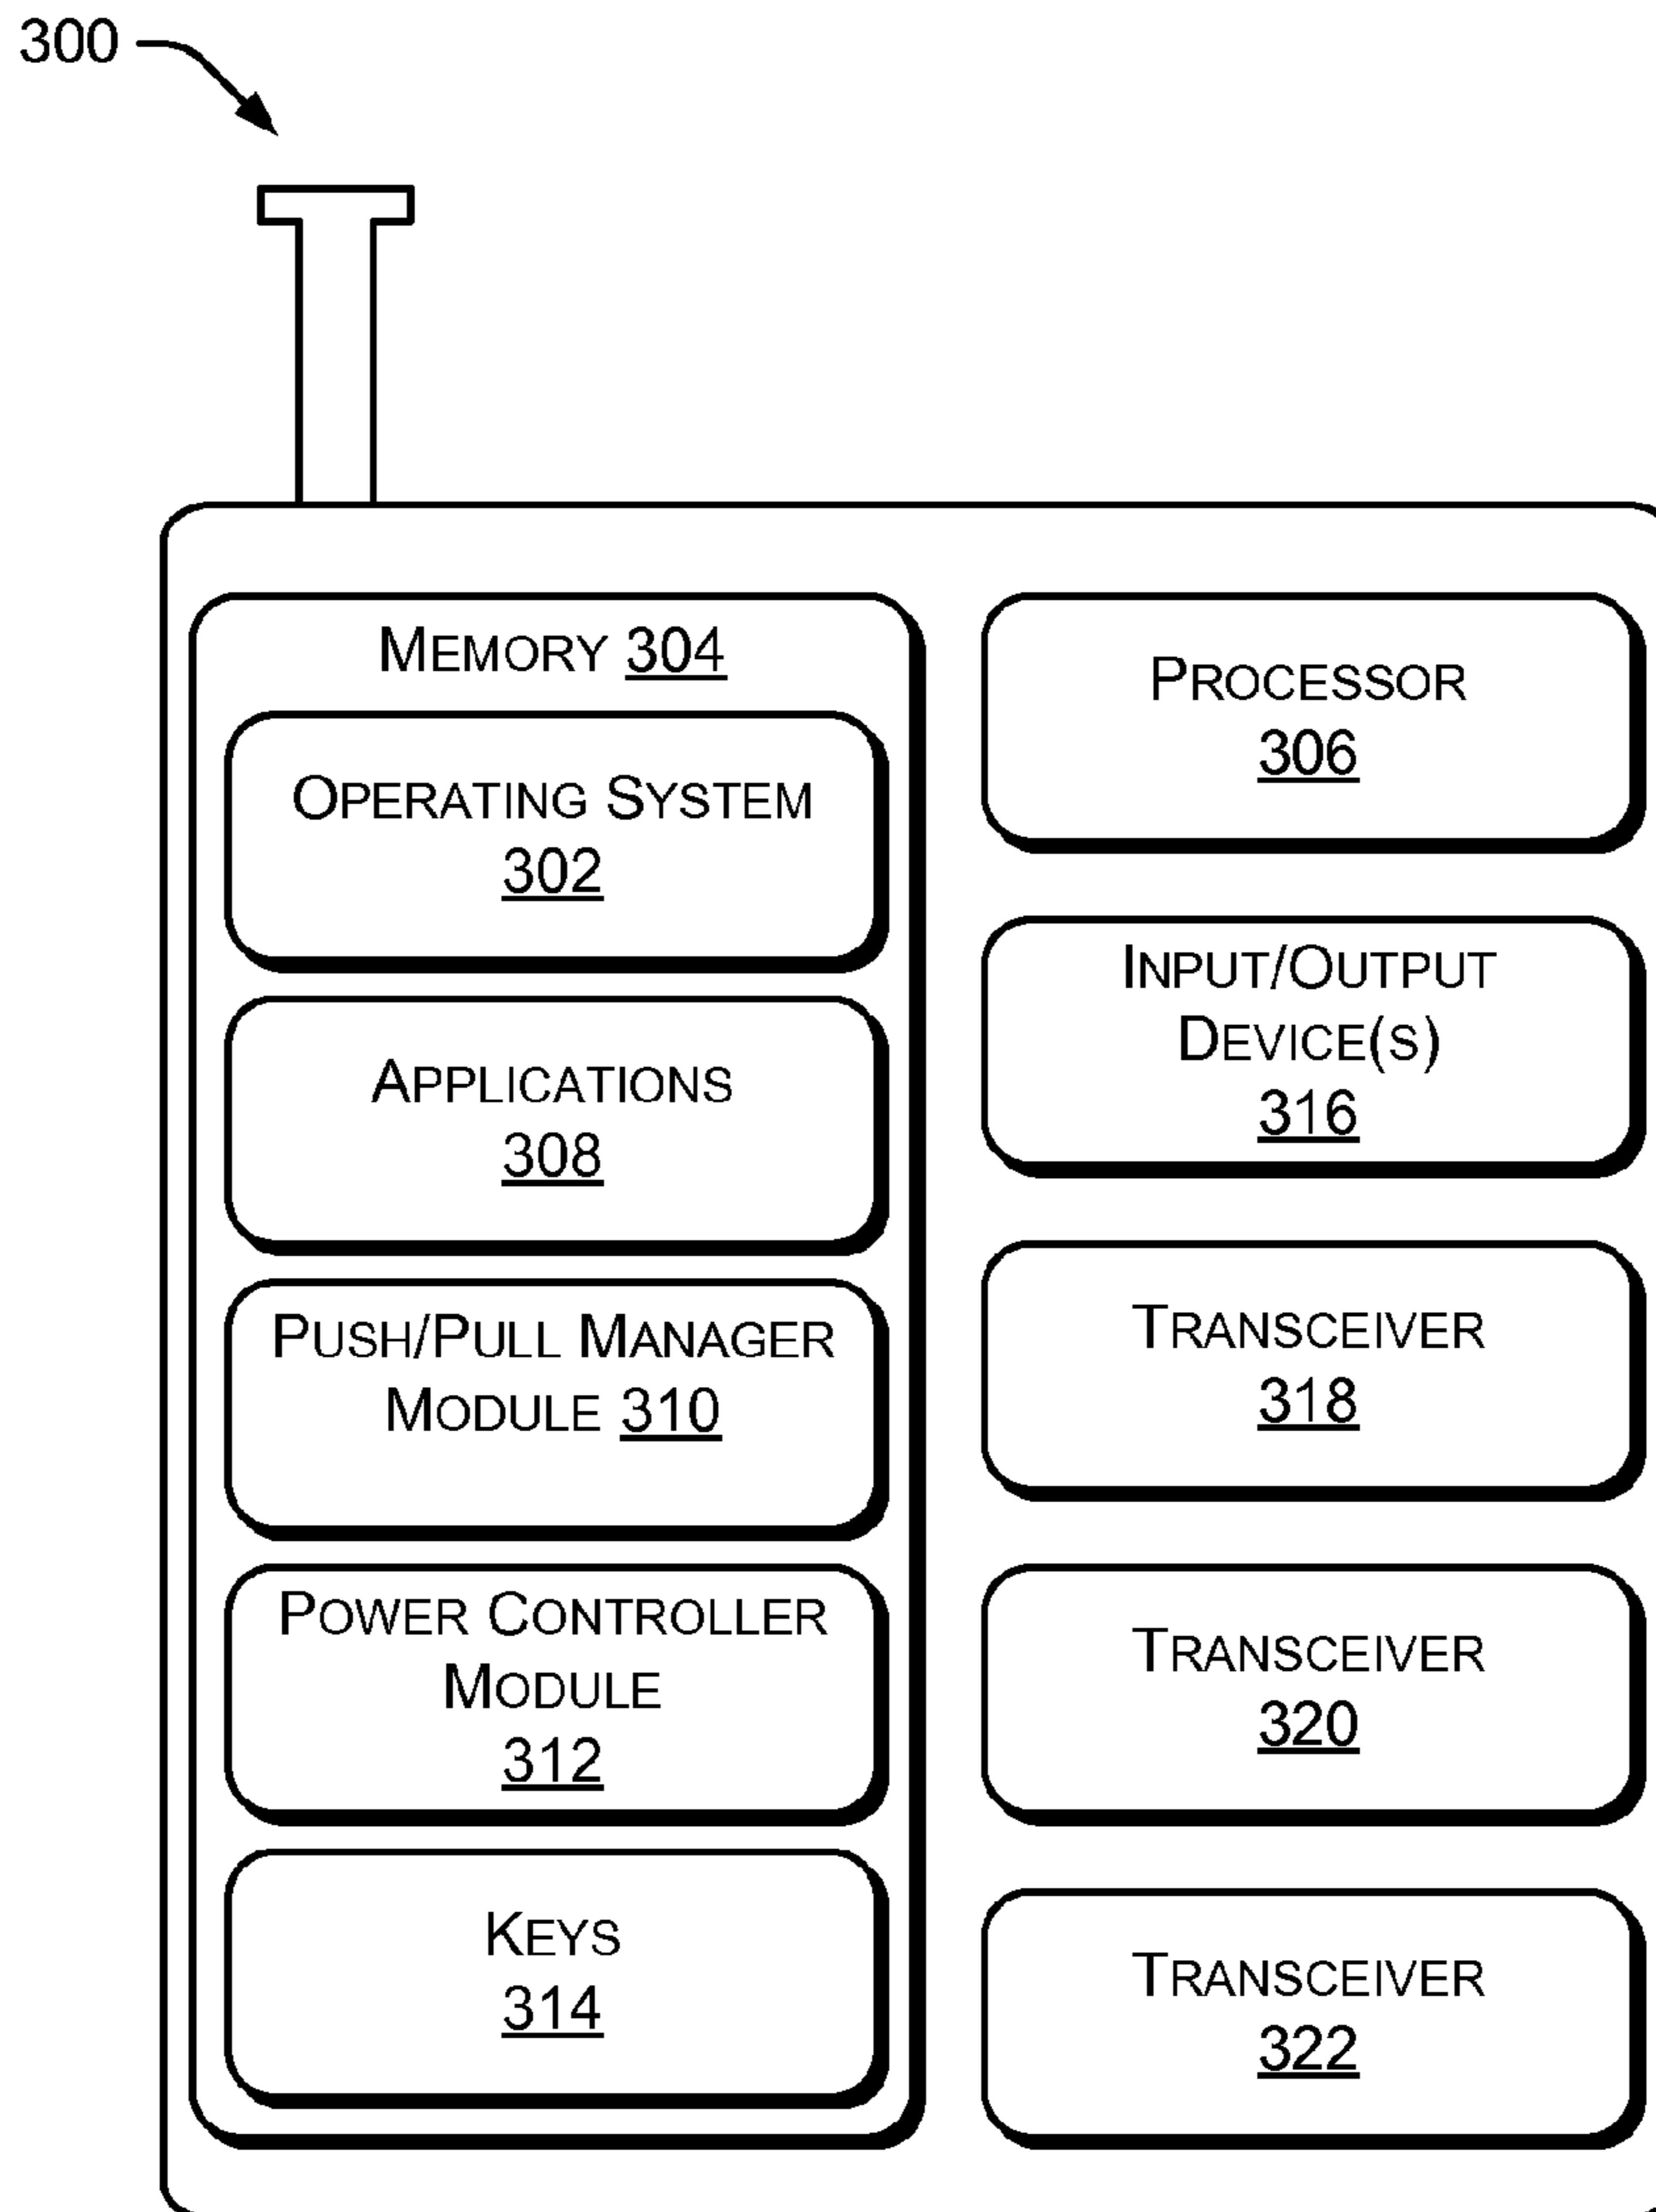 300
MEMORY 304
OPERATING SYSTEM
302
APPLICATIONS
308
PUSH/PULL MANAGER
MODULE 310
POWER CONTROLLER
MODULE
312
KEYS
314
PROCESSOR
306
INPUT/OUTPUT
DEVICE(S)
316
TRANSCEIVER
318
TRANSCEIVER
320
TRANSCEIVER
322